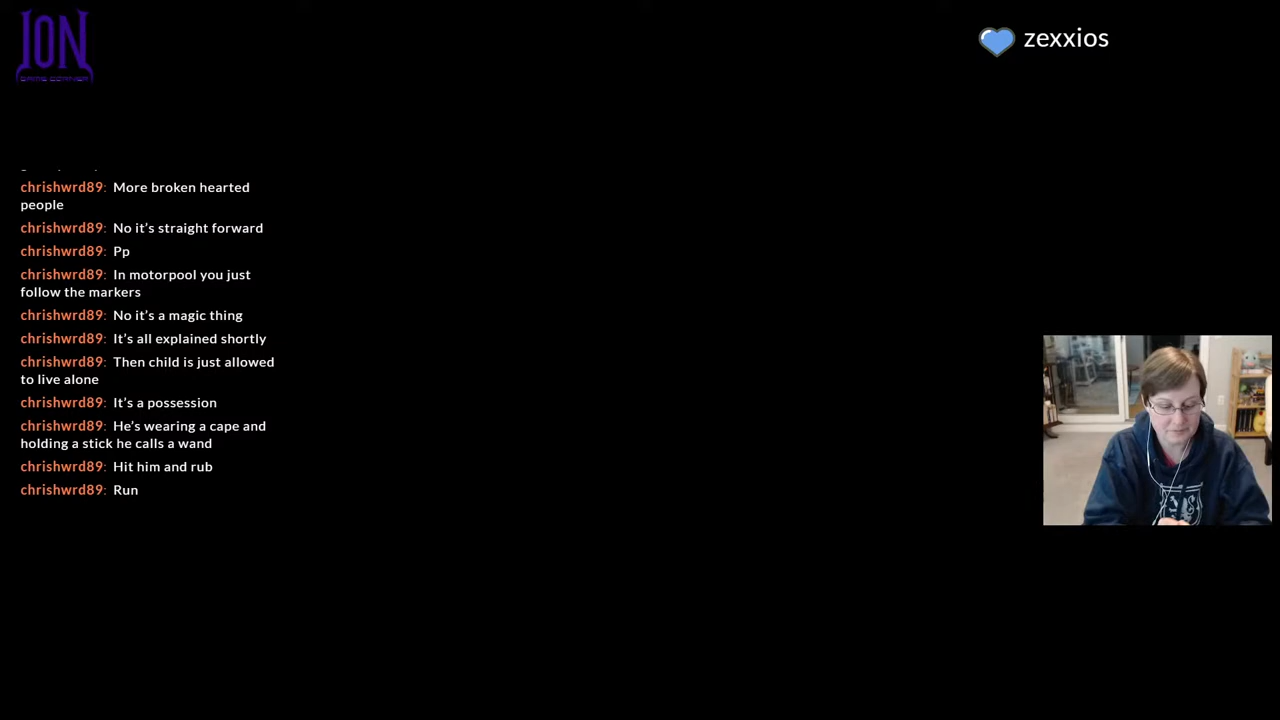 ION
GAME CORNER
zexxios
chrishwrd89: More broken hearted
people
chrishwrd89: No it's straight forward
chrishwrd89: Pp
chrishwrd89: In motorpool you just
follow the markers
chrishwrd89: No it's a magic thing
chrishwrd89: It's all explained shortly
chrishwrd89: Then child is just allowed
to live alone
chrishwrd89: It's a possession
chrishwrd89: He's wearing a cape and
holding a stick he calls a wand
chrishwrd89: Hit him and rub
chrishwrd89: Run